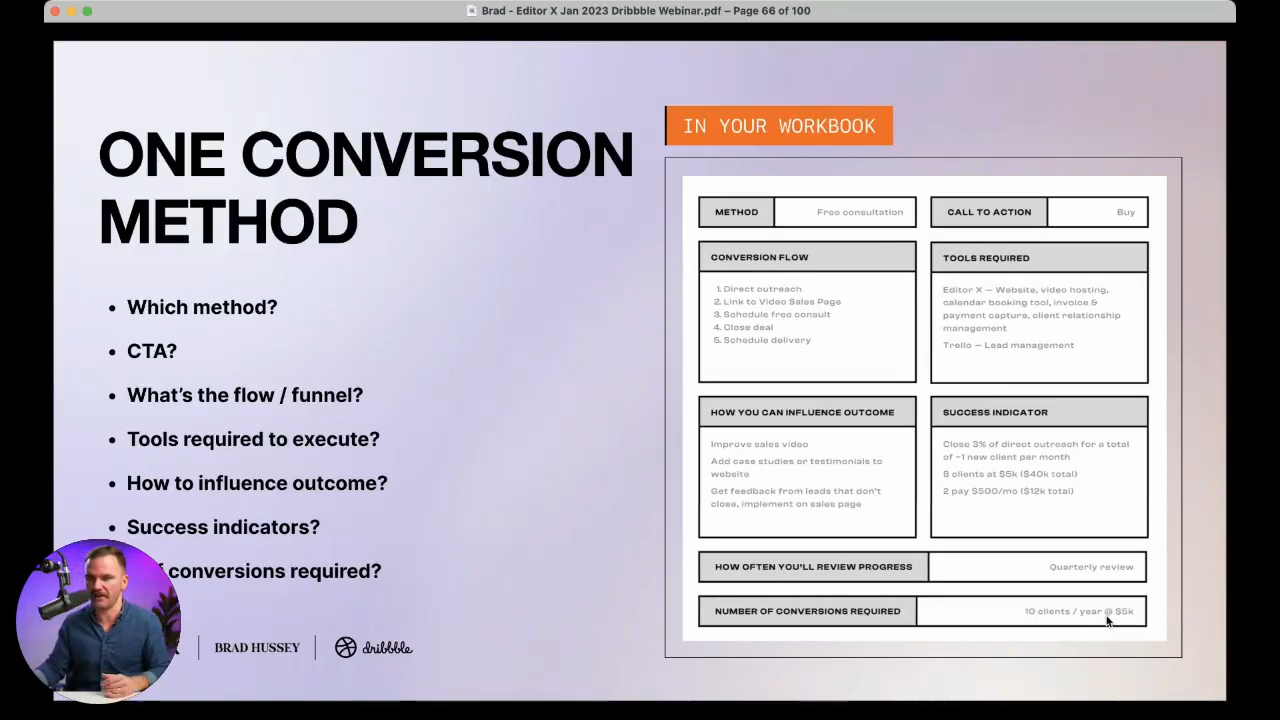 Brad - Editor X Jan 2023 Dribbble Webinar.pdf – Page 66 of 100
ONE CONVERSION
METHOD
• Which method?
• CTA?
• What's the flow / funnel?
• Tools required to execute?
• How to influence outcome?
• Success indicators?
conversions required?
BRAD HUSSEY
dribbble
IN YOUR WORKBOOK
METHOD
Free consultation
CALL TO ACTION
Buy
CONVERSION FLOW
1. Direct outreach
2. Link to Video Sales Page
3. Schedule free consult
4. Close deal
5. Schedule delivery
TOOLS REQUIRED
Editor X — Website, video hosting,
calendar booking tool, invoice &
payment capture, client relationship
management
Trello — Lead management
HOW YOU CAN INFLUENCE OUTCOME
Improve sales video
Add case studies or testimonials to
website
Get feedback from leads that don't
close, implement on sales page
SUCCESS INDICATOR
Close 3% of direct outreach for a total
of ~1 new client per month
8 clients at $5k ($40k total)
2 pay $500/mo ($12k total)
HOW OFTEN YOU'LL REVIEW PROGRESS
Quarterly review
NUMBER OF CONVERSIONS REQUIRED
10 clients / year @ $5k